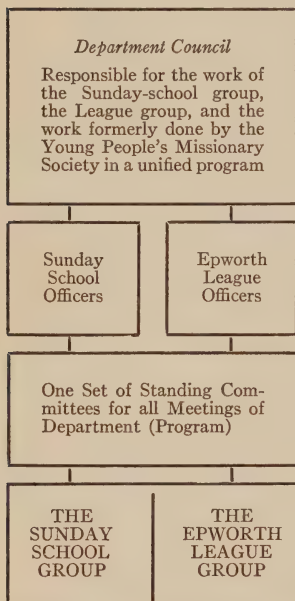 Department Council
Responsible for the work of
the Sunday-school group,
the League group, and the
work formerly done by the
Young People's Missionary
Society in a unified program
Sunday
School
Officers
Epworth
League
Officers
One Set of Standing Com-
mittees for all Meetings of
Department (Program)
THE
SUNDAY
SCHOOL
GROUP
THE
EPWORTH
LEAGUE
GROUP